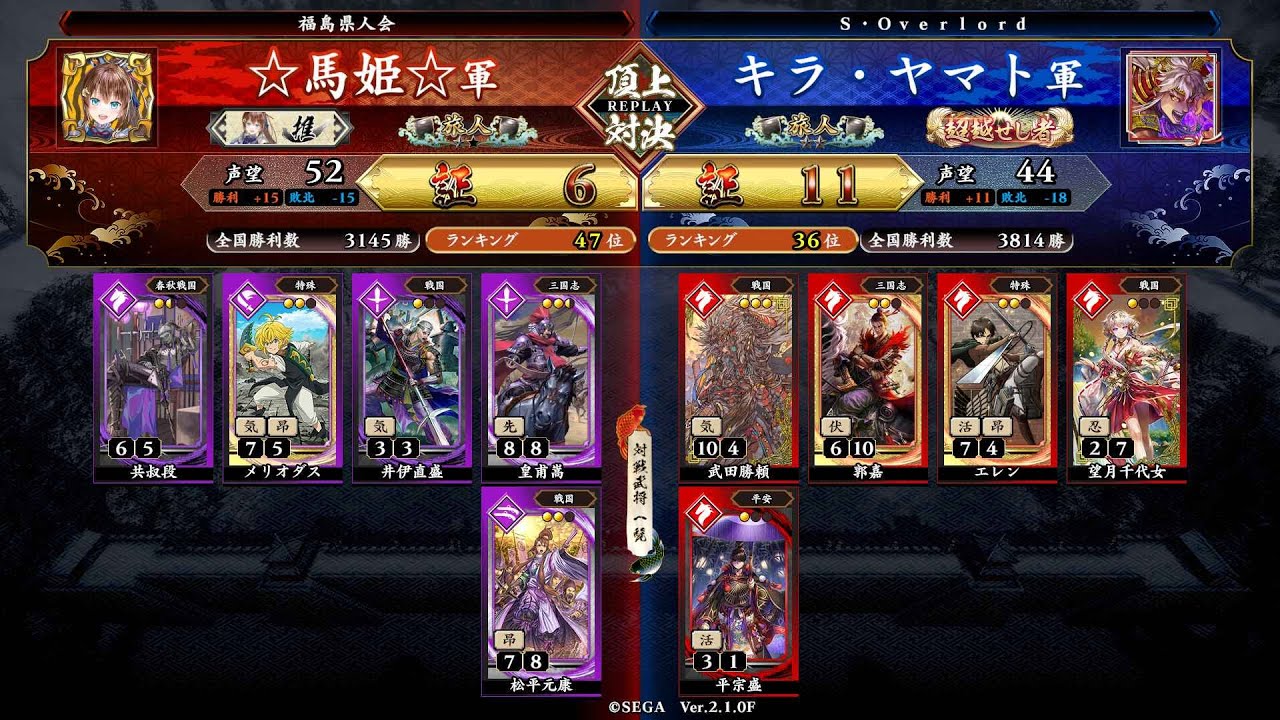 福島県人会
S・Overlord
☆馬姫☆軍
頂上
REPLAY
対決
キラ・ヤマト軍
推
旅人
旅人
超越せし者
声望 52
勝利 +15 敗北 -15
証 6
証 11
声望 44
勝利 +11 敗北 -18
全国勝利数 3145勝
ランキング 47位
ランキング 36位
全国勝利数 3814勝
春秋戦国
6 5
共叔段
特殊
気 昂
7 5
メリオダス
戦国
気
3 3
井伊直盛
三国志
先
8 8
皇甫嵩
戦国
気
10 4
武田勝頼
三国志
伏
6 10
郭嘉
特殊
活 昂
7 4
エレン
戦国
忍
2 7
望月千代女
対戦武将一覧
戦国
昂
7 8
松平元康
平安
活
3 1
平宗盛
©SEGA Ver.2.1.0F